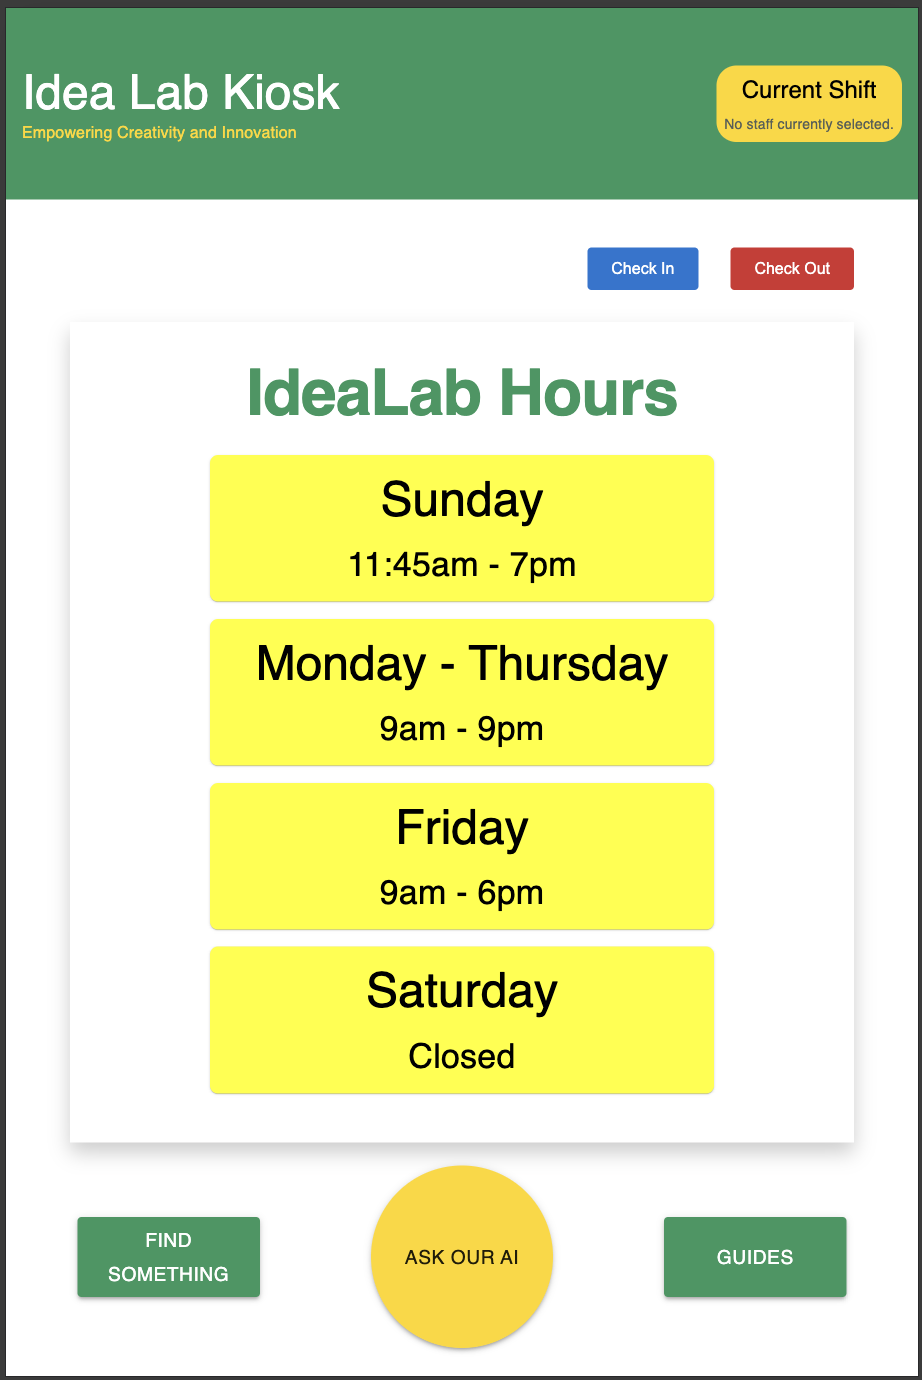 Idea Lab Kiosk
Empowering Creativity and Innovation
Current Shift
No staff currently selected.
Check In
Check Out
IdeaLab Hours
Sunday
11:45am - 7pm
Monday - Thursday
9am - 9pm
Friday
9am - 6pm
Saturday
Closed
FIND
SOMETHING
ASK OUR AI
GUIDES